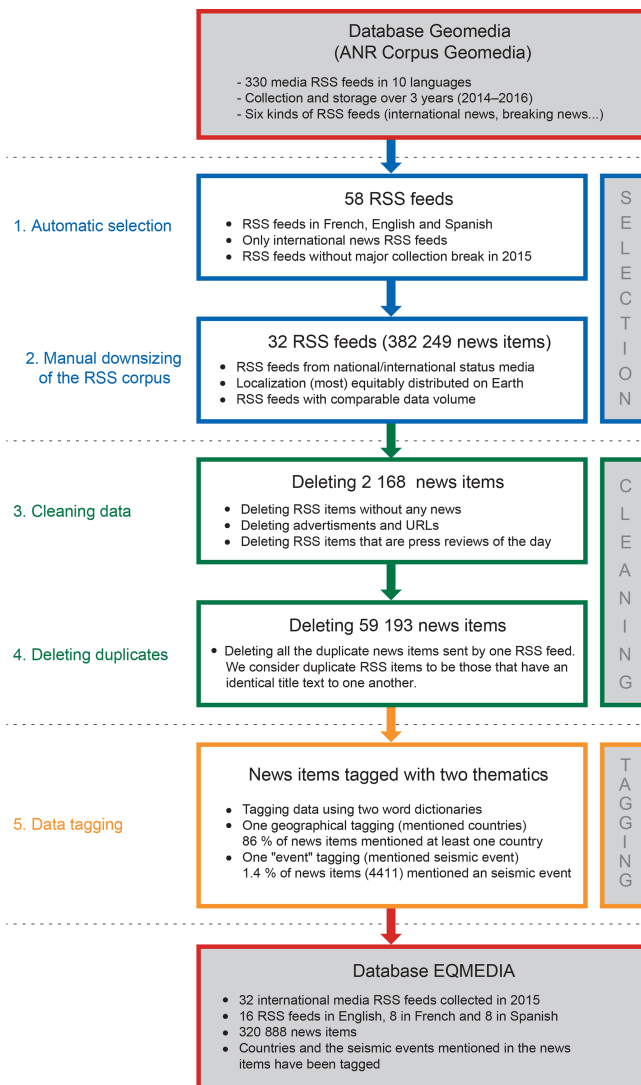 Database Geomedia
(ANR Corpus Geomedia)
- 330 media RSS feeds in 10 languages
- Collection and storage over 3 years (2014–2016)
- Six kinds of RSS feeds (international news, breaking news...)
1. Automatic selection
58 RSS feeds
• RSS feeds in French, English and Spanish
• Only international news RSS feeds
• RSS feeds without major collection break in 2015
SELECTION
2. Manual downsizing
of the RSS corpus
32 RSS feeds (382 249 news items)
• RSS feeds from national/international status media
• Localization (most) equitably distributed on Earth
• RSS feeds with comparable data volume
3. Cleaning data
Deleting 2 168 news items
• Deleting RSS items without any news
• Deleting advertisments and URLs
• Deleting RSS items that are press reviews of the day
CLEANING
4. Deleting duplicates
Deleting 59 193 news items
• Deleting all the duplicate news items sent by one RSS feed.
We consider duplicate RSS items to be those that have an
identical title text to one another.
5. Data tagging
News items tagged with two thematics
• Tagging data using two word dictionaries
• One geographical tagging (mentioned countries)
86 % of news items mentioned at least one country
• One "event" tagging (mentioned seismic event)
1.4 % of news items (4411) mentioned an seismic event
TAGGING
Database EQMEDIA
• 32 international media RSS feeds collected in 2015
• 16 RSS feeds in English, 8 in French and 8 in Spanish
• 320 888 news items
• Countries and the seismic events mentioned in the news
items have been tagged